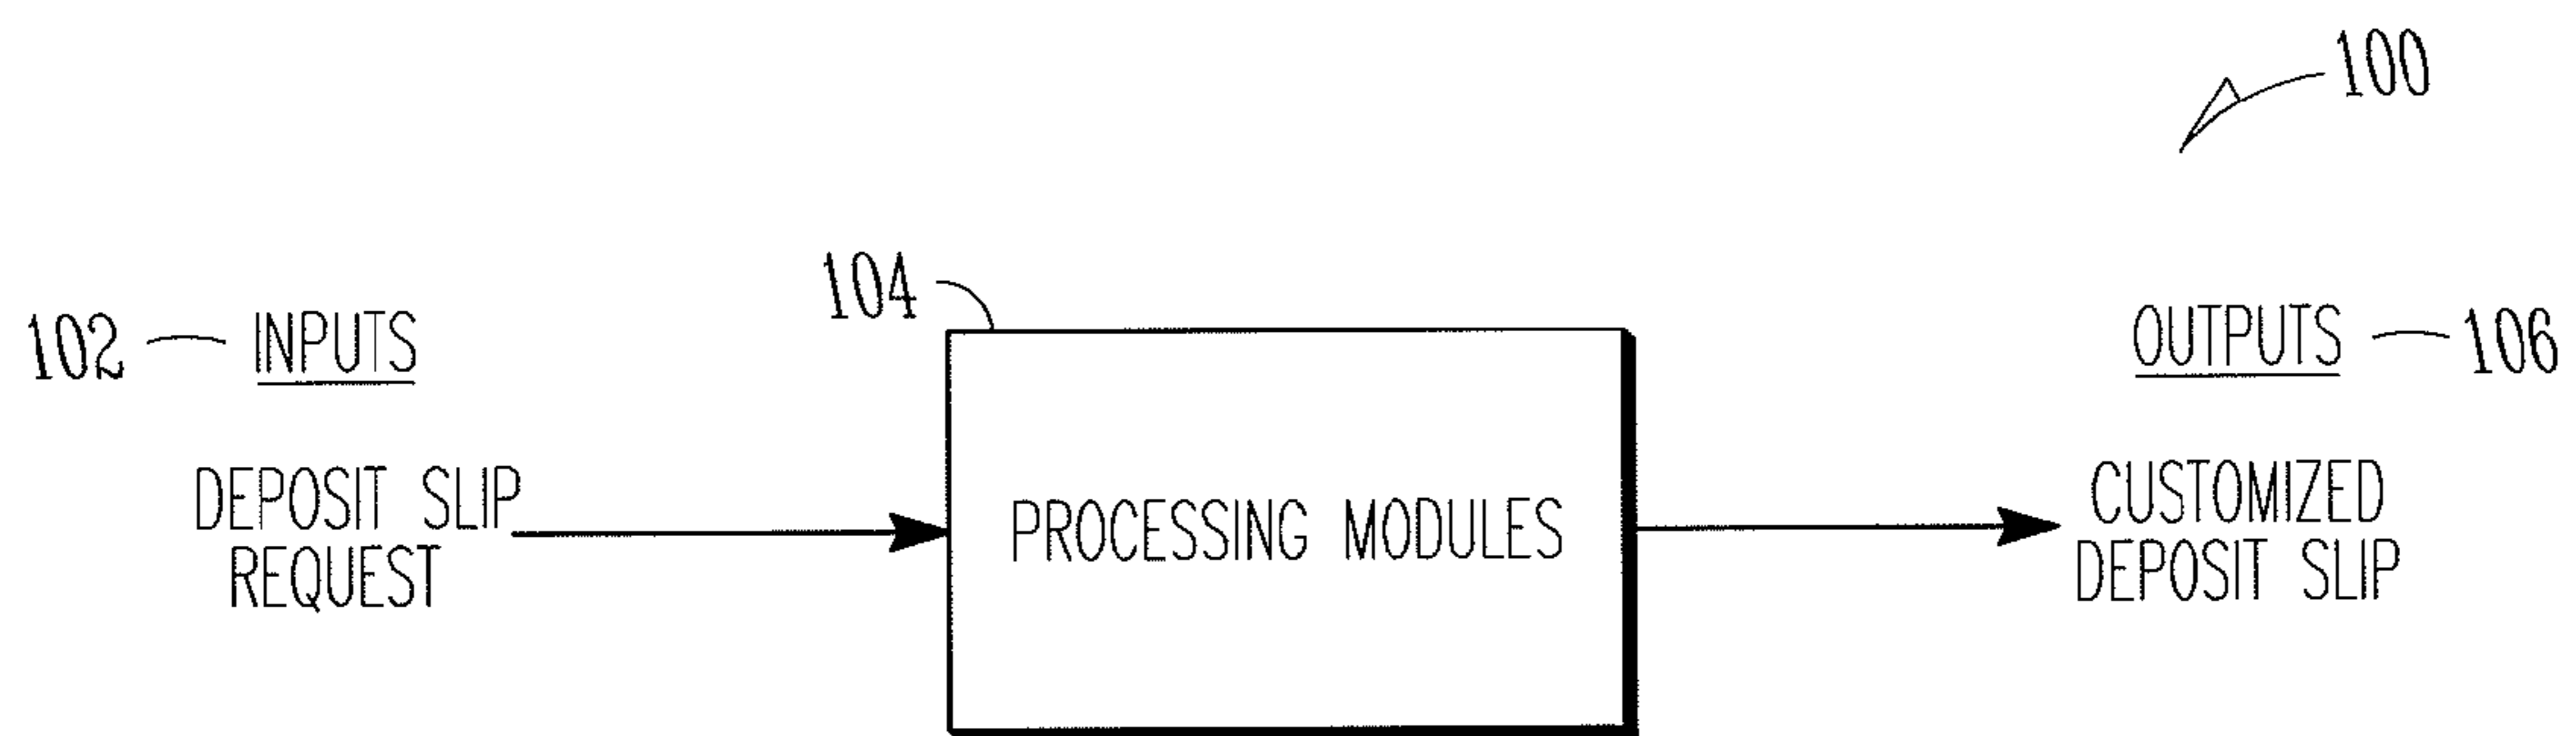 100
104
102 INPUTS
OUTPUTS 106
DEPOSIT SLIP
REQUEST
PROCESSING MODULES
CUSTOMIZED
DEPOSIT SLIP